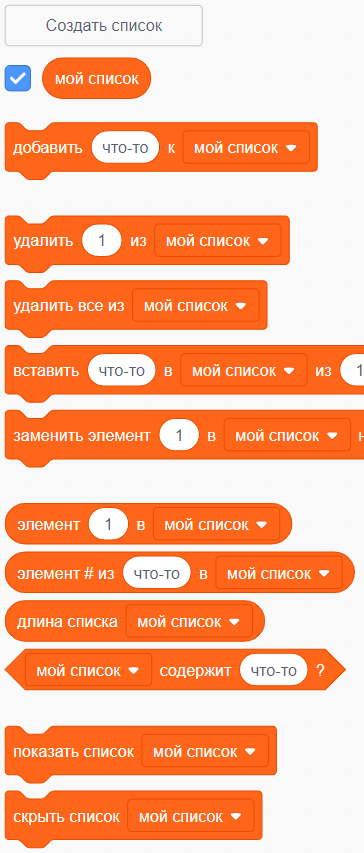 Создать список
мой список
добавить что-то к мой список
удалить 1 из мой список
удалить все из мой список
вставить что-то в мой список из 1
заменить элемент 1 в мой список н
элемент 1 в мой список
элемент # из что-то в мой список
длина списка мой список
мой список содержит что-то ?
показать список мой список
скрыть список мой список